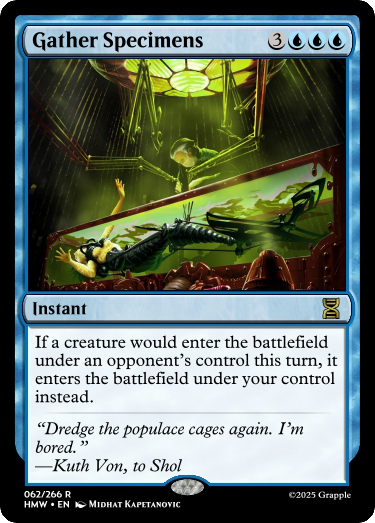 Gather Specimens 3
Instant
If a creature would enter the battlefield
under an opponent's control this turn, it
enters the battlefield under your control
instead.
“Dredge the populace cages again. I'm
bored.”
—Kuth Von, to Shol
062/266 R
HMW • EN Midhat Kapetanovic
©2025 Grapple